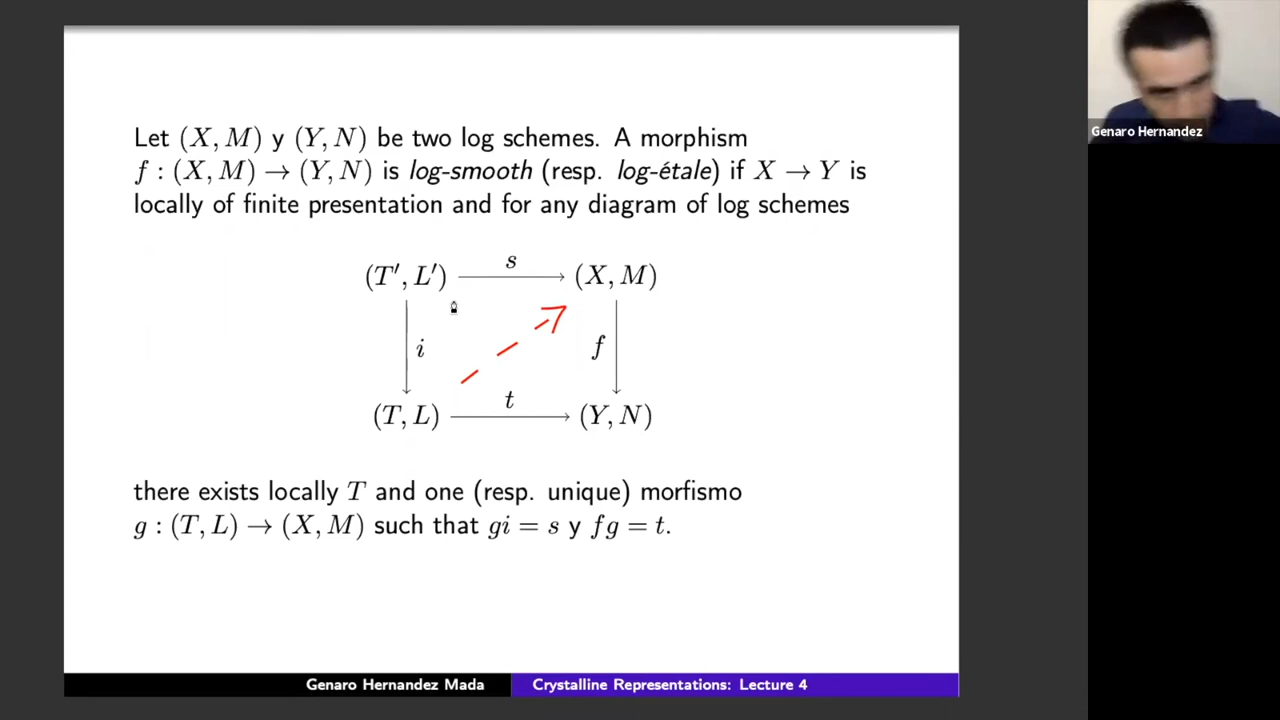 Let (X, M) y (Y, N) be two log schemes. A morphism
f : (X, M) → (Y, N) is log-smooth (resp. log-étale) if X → Y is
locally of finite presentation and for any diagram of log schemes
(T′, L′) s (X, M)
i f
(T, L) t (Y, N)
there exists locally T and one (resp. unique) morfismo
g : (T, L) → (X, M) such that gi = s y fg = t.
Genaro Hernandez Mada Crystalline Representations: Lecture 4
Genaro Hernandez